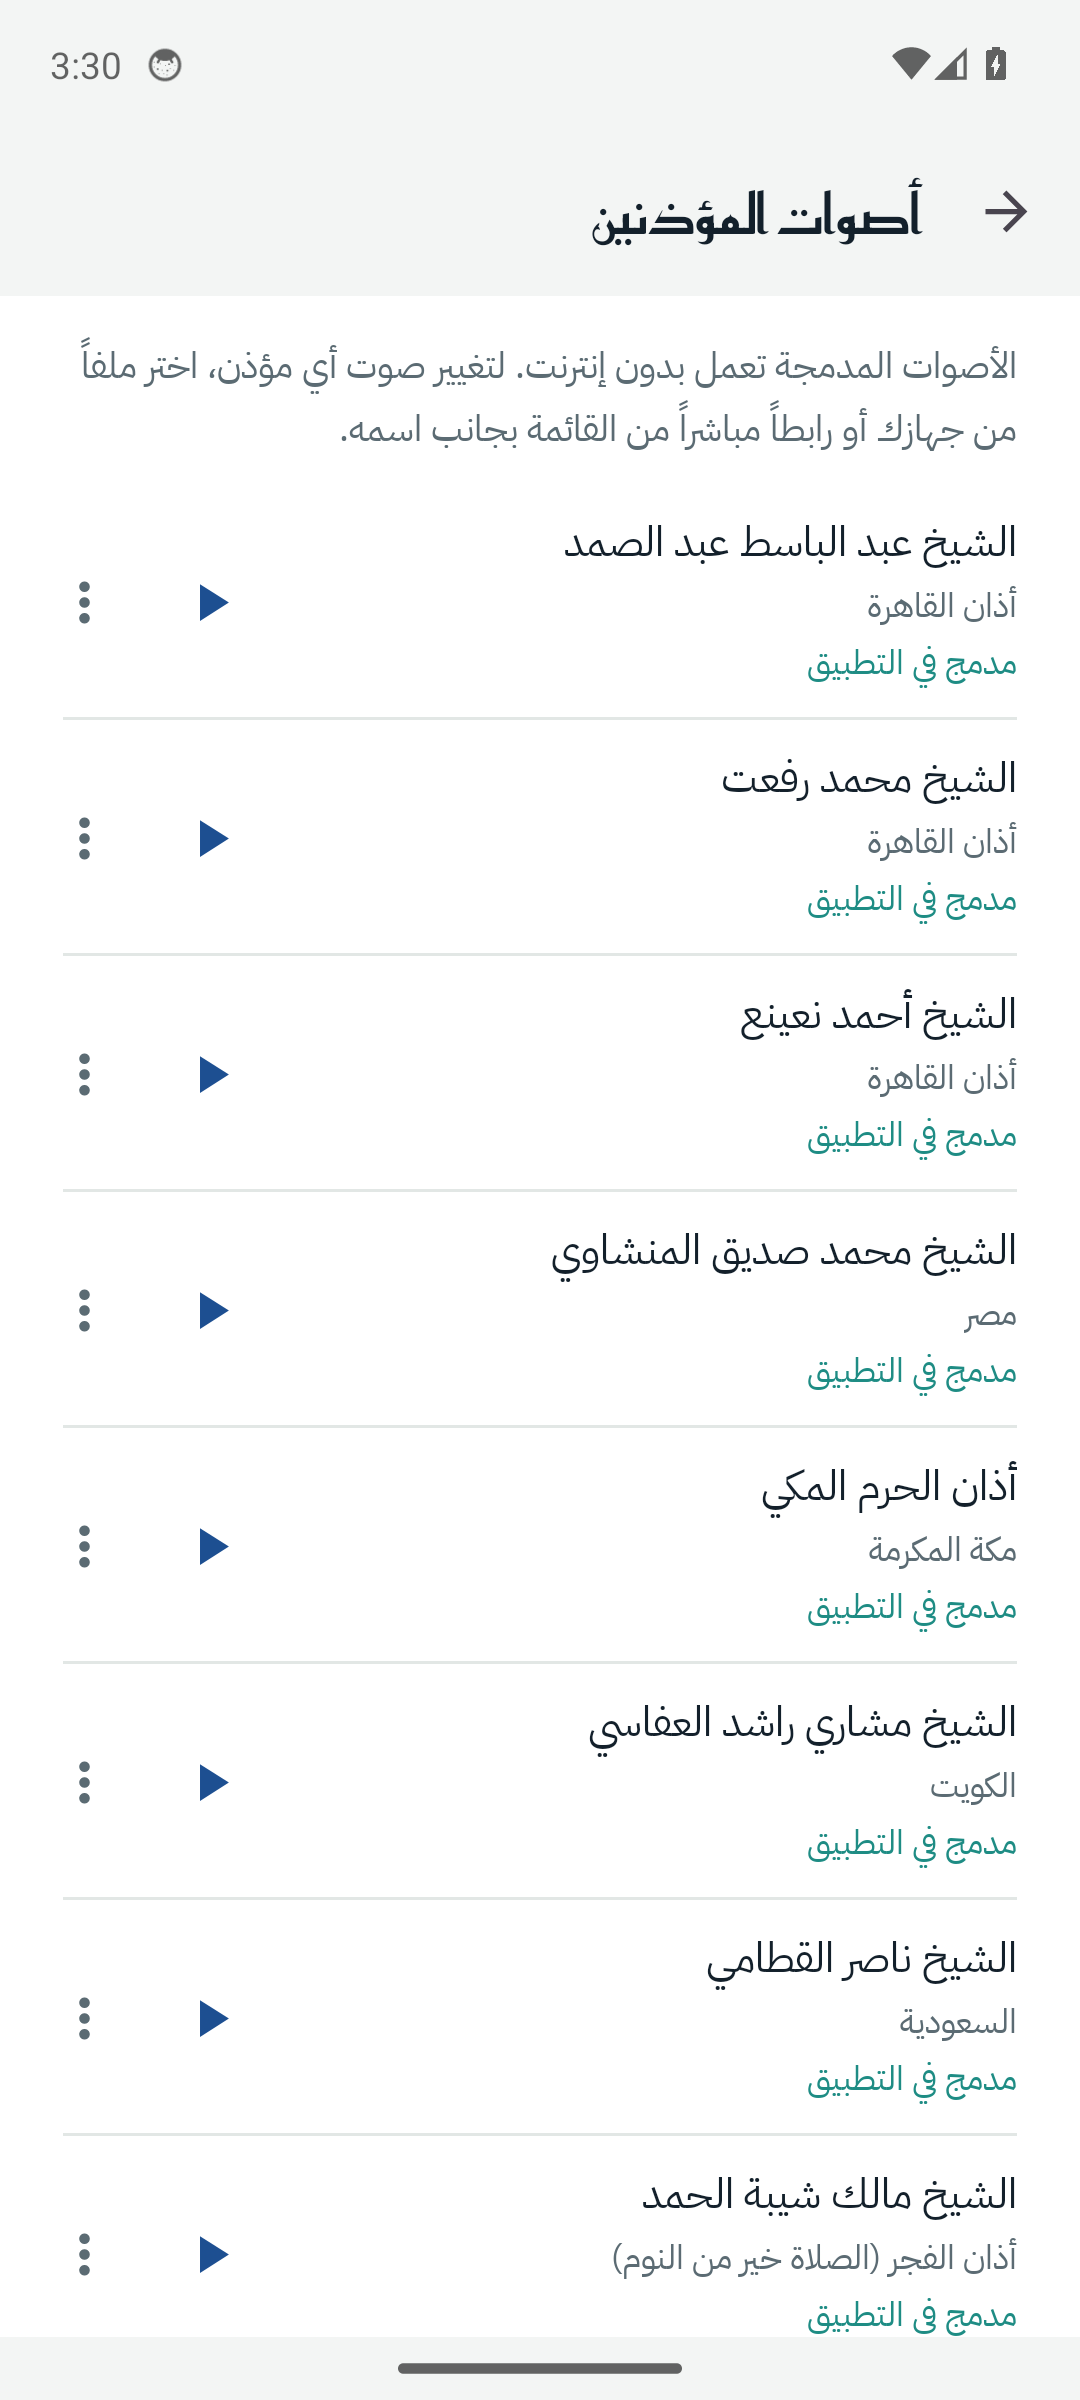 3:30
أصوات المؤذنين
الأصوات المدمجة تعمل بدون إنترنت. لتغيير صوت أي مؤذن، اختر ملفاً
من جهازك أو رابطاً مباشراً من القائمة بجانب اسمه.
الشيخ عبد الباسط عبد الصمد
أذان القاهرة
مدمج في التطبيق
الشيخ محمد رفعت
أذان القاهرة
مدمج في التطبيق
الشيخ أحمد نعينع
أذان القاهرة
مدمج في التطبيق
الشيخ محمد صديق المنشاوي
مصر
مدمج في التطبيق
أذان الحرم المكي
مكة المكرمة
مدمج في التطبيق
الشيخ مشاري راشد العفاسي
الكويت
مدمج في التطبيق
الشيخ ناصر القطامي
السعودية
مدمج في التطبيق
الشيخ مالك شيبة الحمد
أذان الفجر (الصلاة خير من النوم)
مدمج في التطبيق